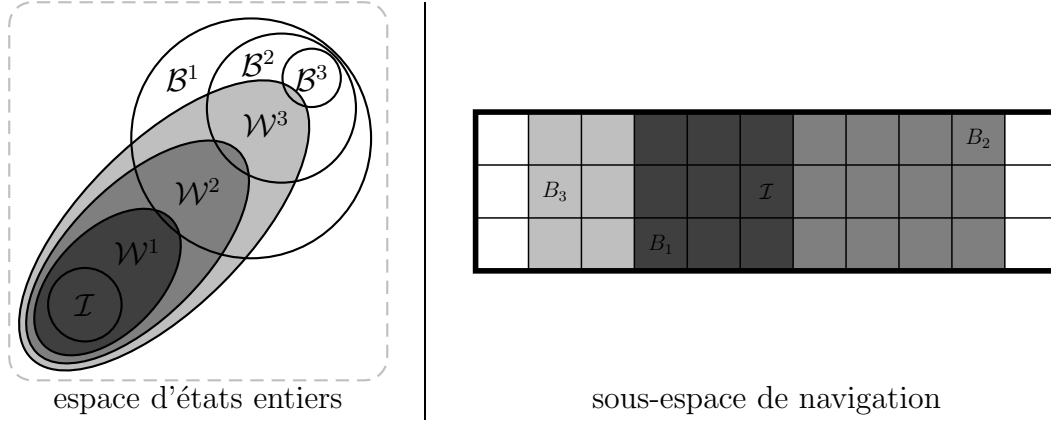 B¹ B² B³
W³
W²
W¹
I
espace d'états entiers
B₂
B₃ I
B₁
sous-espace de navigation